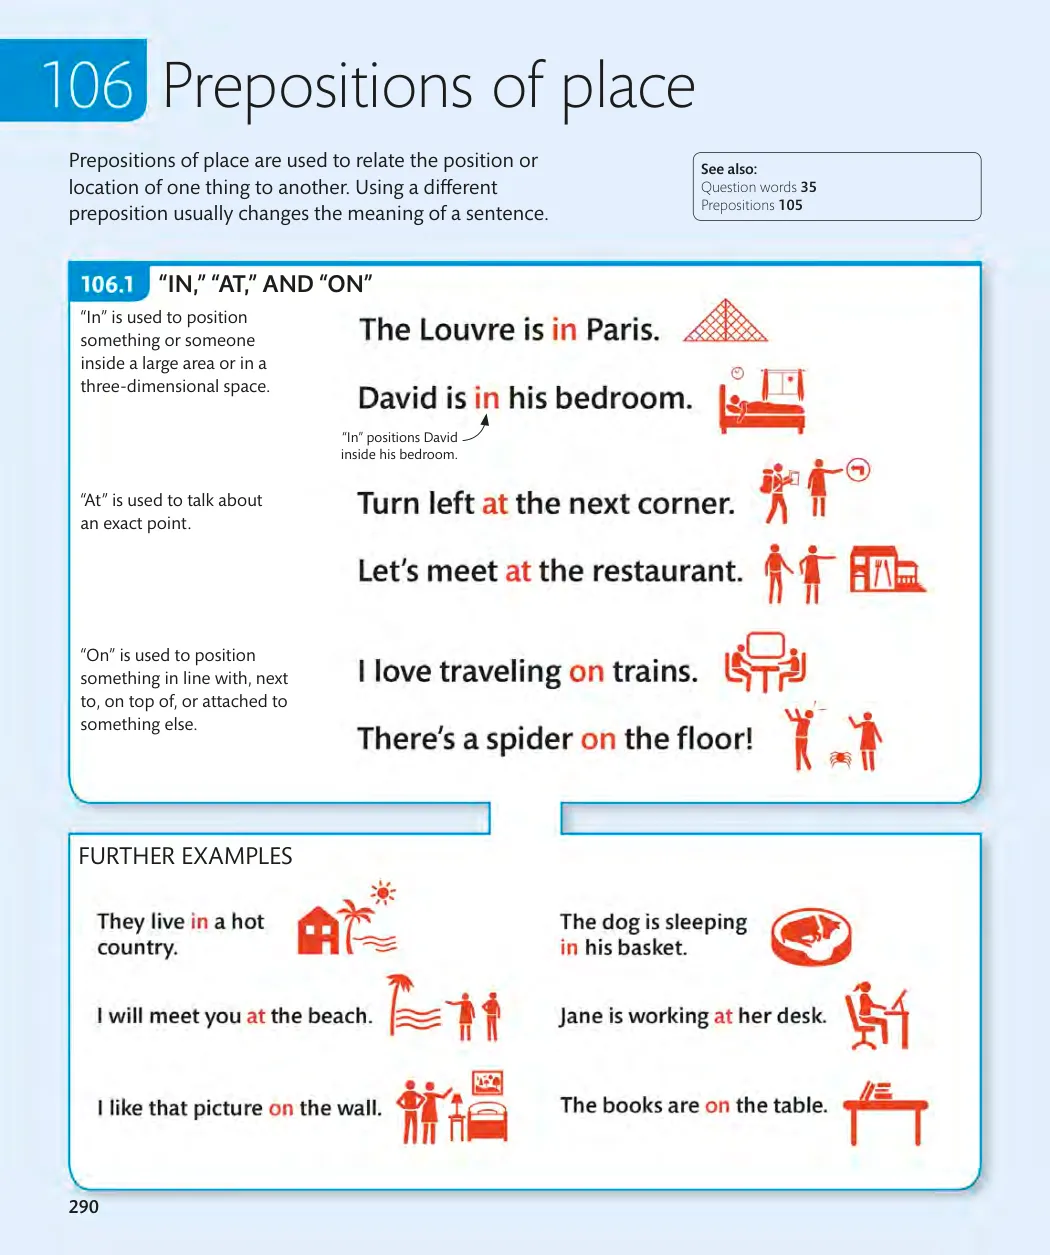 106 Prepositions of place
Prepositions of place are used to relate the position or
location of one thing to another. Using a different
preposition usually changes the meaning of a sentence.
See also:
Question words 35
Prepositions 105
106.1 “IN,” “AT,” AND “ON”
“In” is used to position
something or someone
inside a large area or in a
three-dimensional space.
The Louvre is in Paris.
David is in his bedroom.
“In” positions David
inside his bedroom.
“At” is used to talk about
an exact point.
Turn left at the next corner.
Let’s meet at the restaurant.
“On” is used to position
something in line with, next
to, on top of, or attached to
something else.
I love traveling on trains.
There’s a spider on the floor!
FURTHER EXAMPLES
They live in a hot
country.
The dog is sleeping
in his basket.
I will meet you at the beach.
Jane is working at her desk.
I like that picture on the wall.
The books are on the table.
290